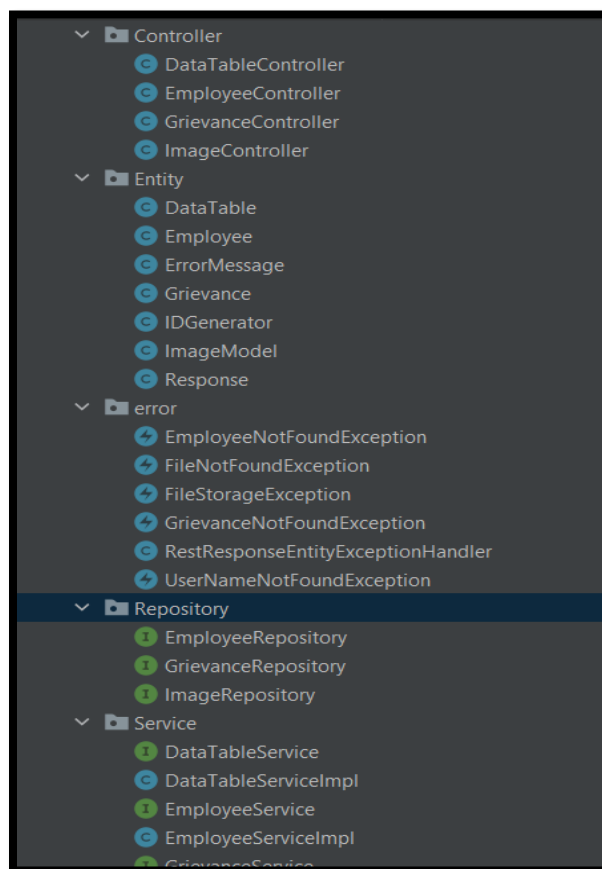 Controller
C DataTableController
C EmployeeController
C GrievanceController
C ImageController
Entity
C DataTable
C Employee
C ErrorMessage
C Grievance
C IDGenerator
C ImageModel
C Response
error
EmployeeNotFoundException
FileNotFoundException
FileStorageException
GrievanceNotFoundException
C RestResponseEntityExceptionHandler
UserNameNotFoundException
Repository
I EmployeeRepository
I GrievanceRepository
I ImageRepository
Service
I DataTableService
C DataTableServiceImpl
I EmployeeService
C EmployeeServiceImpl
I GrievanceService